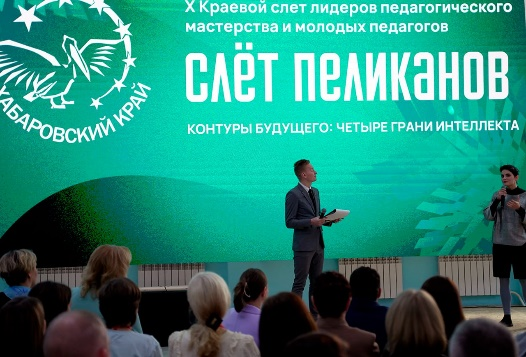 X Краевой слет лидеров педагогического
мастерства и молодых педагогов
СЛЁТ ПЕЛИКАНОВ
КОНТУРЫ БУДУЩЕГО: ЧЕТЫРЕ ГРАНИ ИНТЕЛЛЕКТА
ХАБАРОВСКИЙ КРАЙ